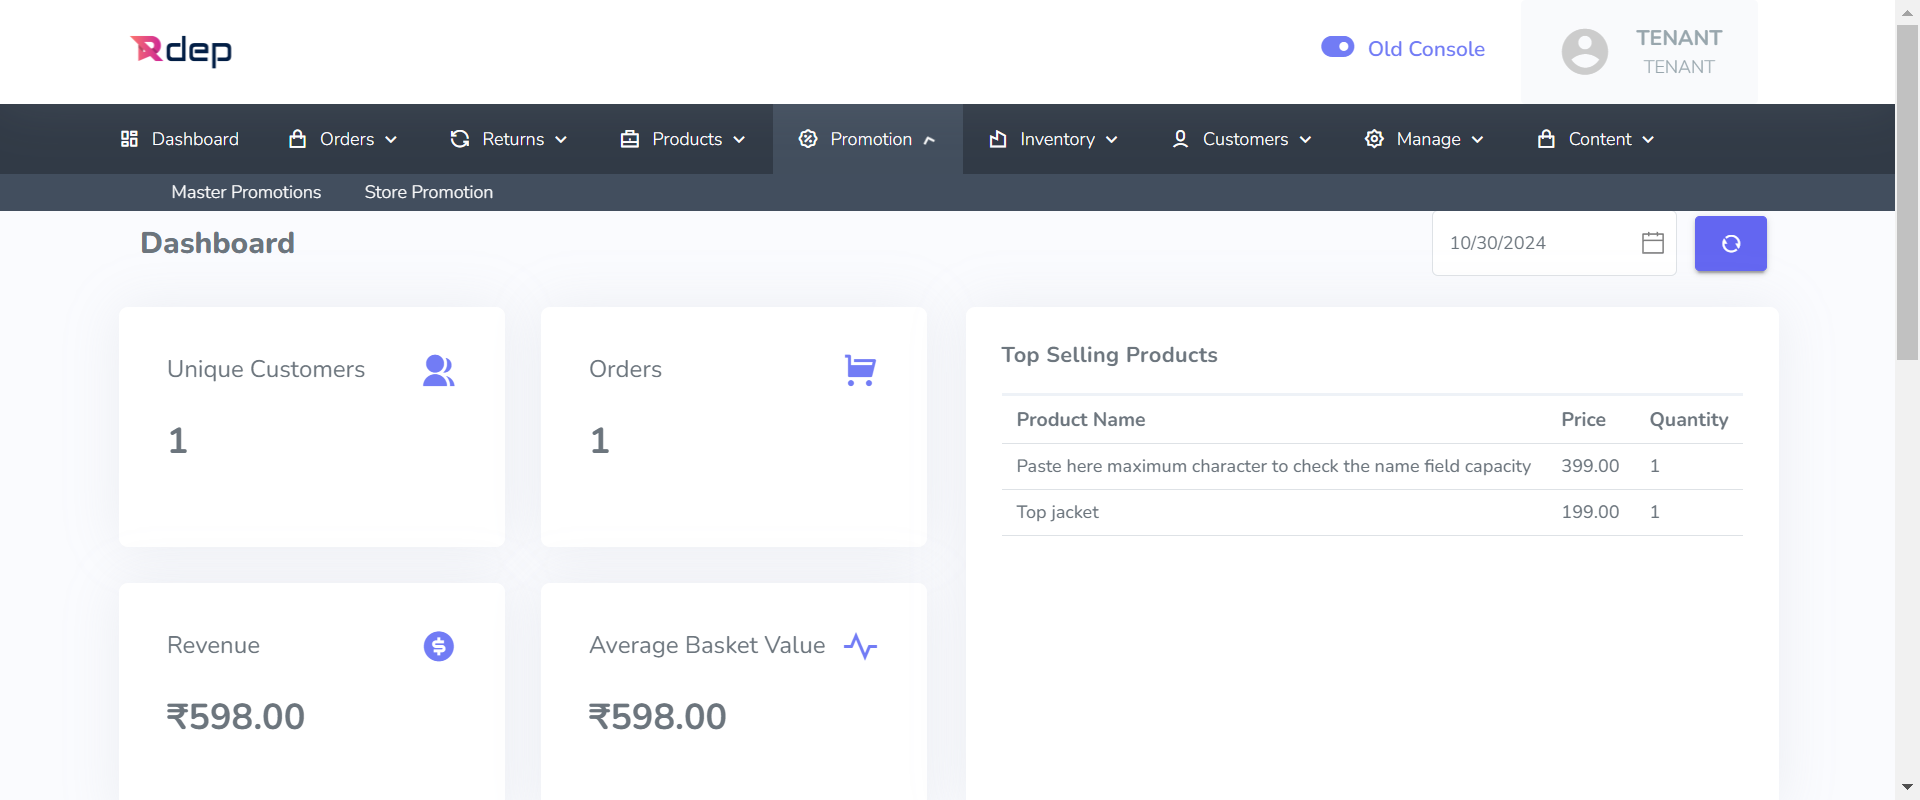 Rdep
Old Console
TENANT
TENANT
Dashboard Orders Returns Products Promotion Inventory Customers Manage Content
Master Promotions Store Promotion
Dashboard
10/30/2024
Unique Customers
1
Orders
1
Revenue
₹598.00
Average Basket Value
₹598.00
Top Selling Products
Product Name Price Quantity
Paste here maximum character to check the name field capacity 399.00 1
Top jacket 199.00 1